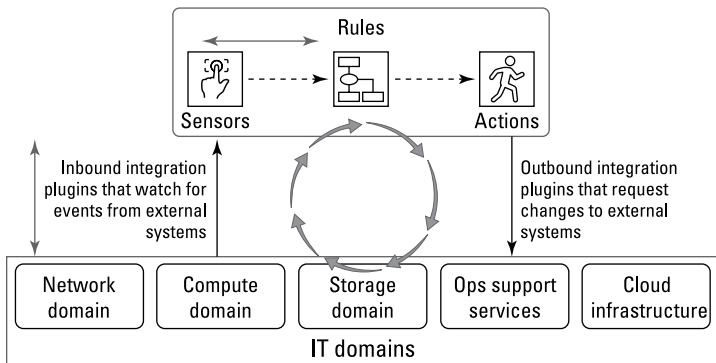 Rules
Sensors
Actions
Inbound integration
plugins that watch for
events from external
systems
Outbound integration
plugins that request
changes to external
systems
Network
domain
Compute
domain
Storage
domain
Ops support
services
Cloud
infrastructure
IT domains